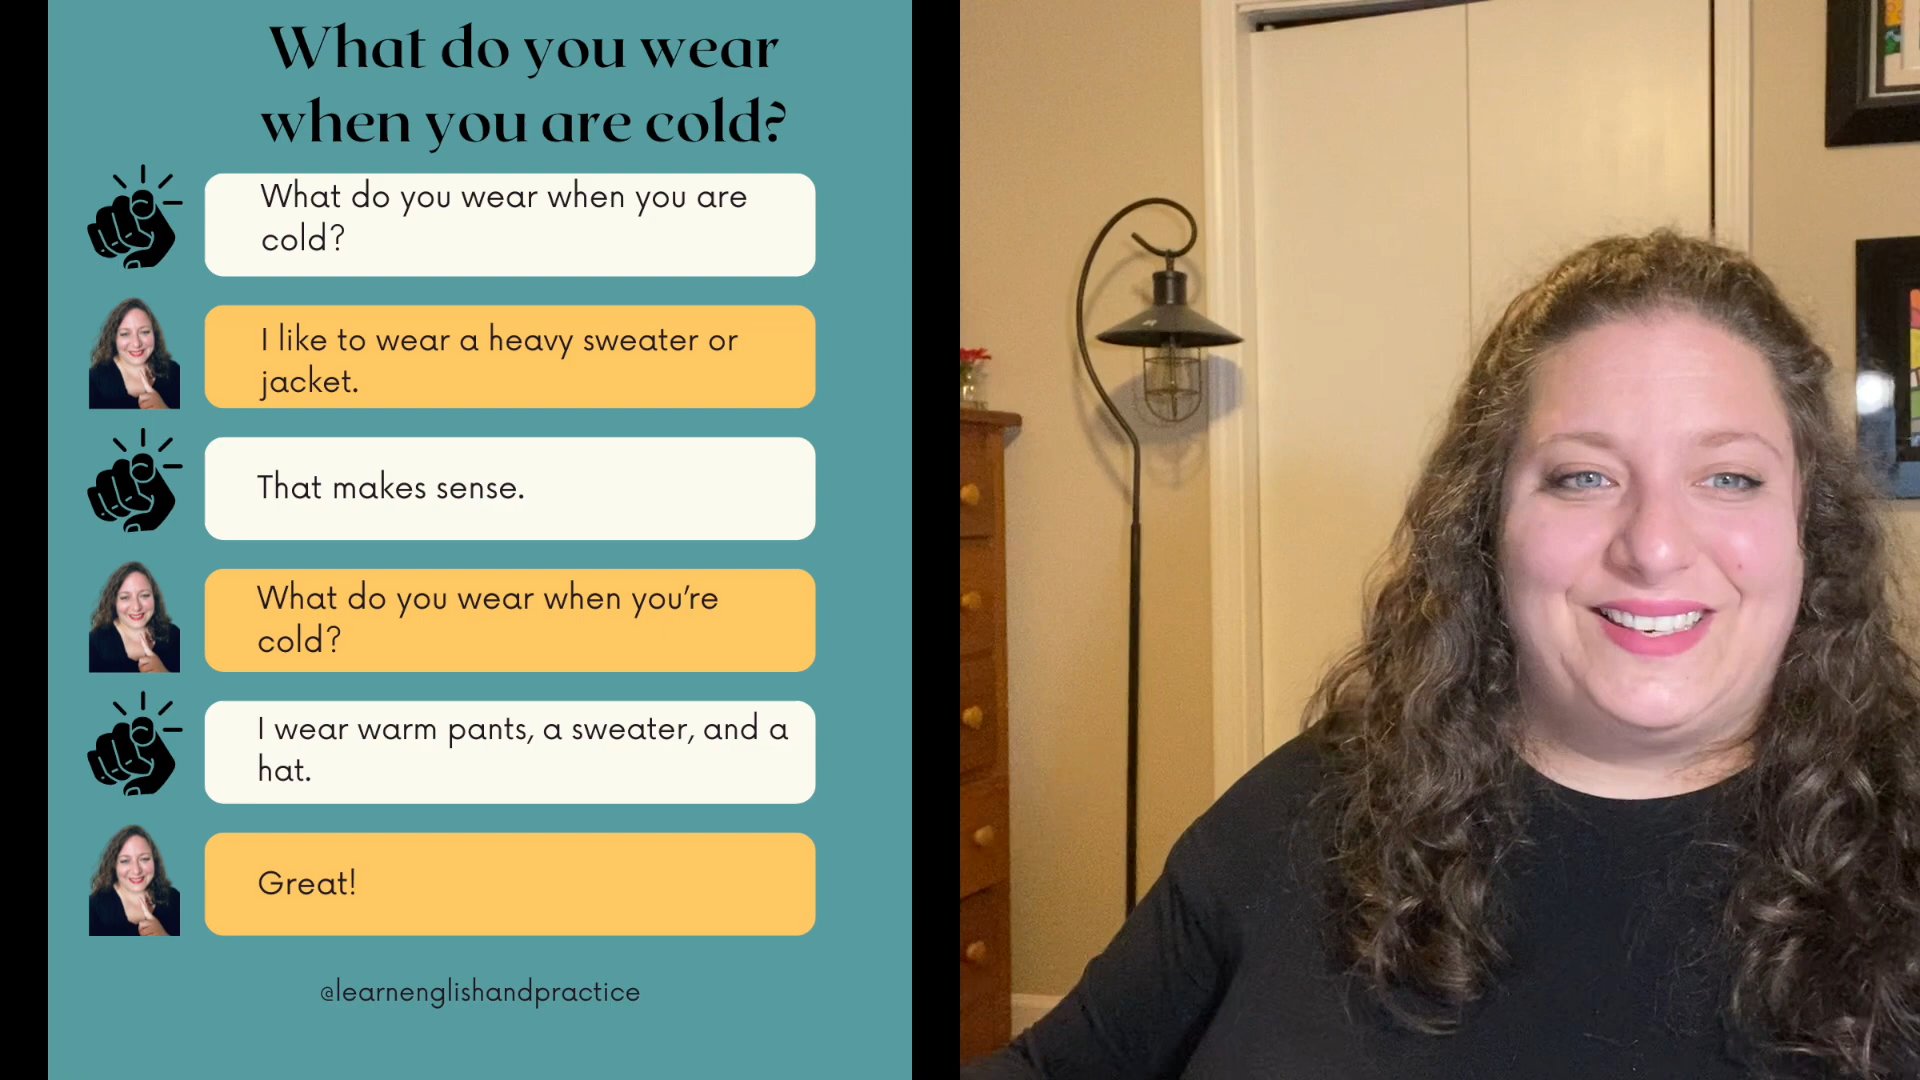 What do you wear
when you are cold?
What do you wear when you are
cold?
I like to wear a heavy sweater or
jacket.
That makes sense.
What do you wear when you're
cold?
I wear warm pants, a sweater, and a
hat.
Great!
@learnenglishandpractice